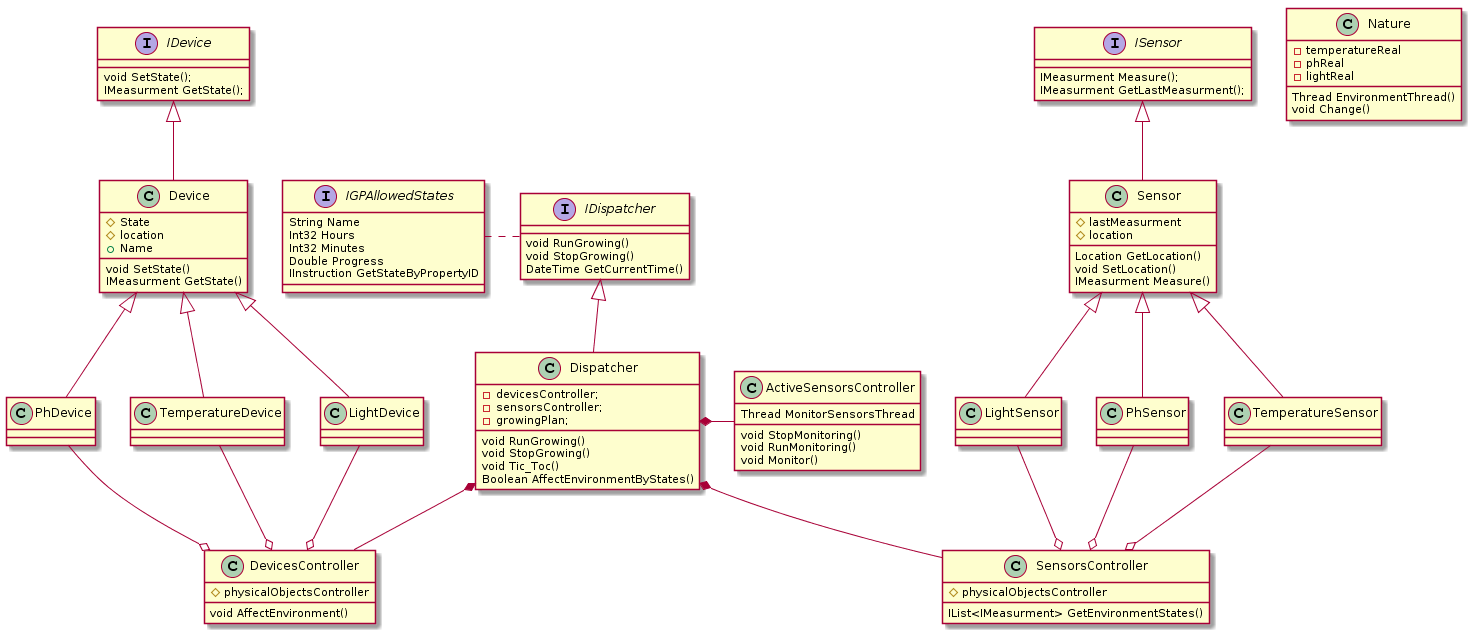 I IDevice
void SetState();
IMeasurment GetState();
I ISensor
IMeasurment Measure();
IMeasurment GetLastMeasurment();
C Nature
temperatureReal
phReal
lightReal
Thread EnvironmentThread()
void Change()
C Device
State
location
Name
void SetState()
IMeasurment GetState()
I IGPAllowedStates
String Name
Int32 Hours
Int32 Minutes
Double Progress
IInstruction GetStateByPropertyID
I IDispatcher
void RunGrowing()
void StopGrowing()
DateTime GetCurrentTime()
C Sensor
lastMeasurment
location
Location GetLocation()
void SetLocation()
IMeasurment Measure()
C PhDevice
C TemperatureDevice
C LightDevice
C Dispatcher
devicesController;
sensorsController;
growingPlan;
void RunGrowing()
void StopGrowing()
void Tic_Toc()
Boolean AffectEnvironmentByStates()
C ActiveSensorsController
Thread MonitorSensorsThread
void StopMonitoring()
void RunMonitoring()
void Monitor()
C LightSensor
C PhSensor
C TemperatureSensor
C DevicesController
physicalObjectsController
void AffectEnvironment()
C SensorsController
physicalObjectsController
IList<IMeasurment> GetEnvironmentStates()